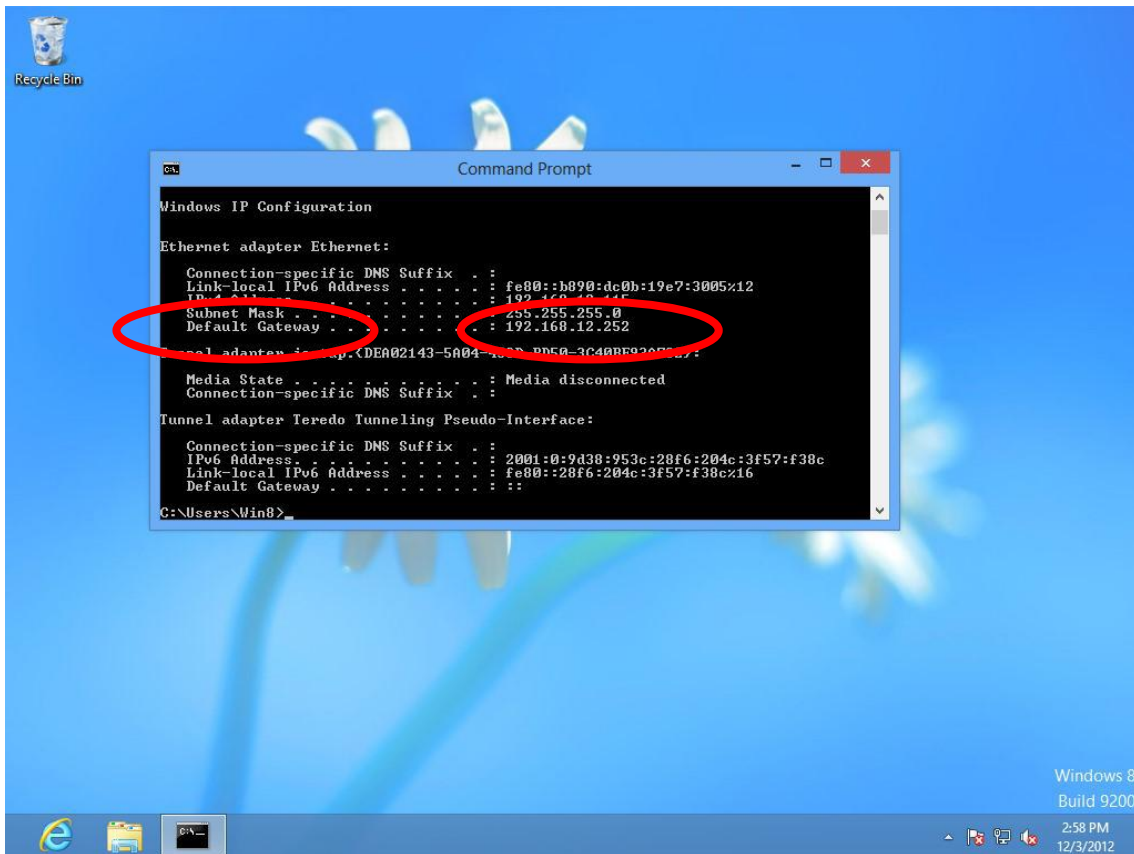 Recycle Bin
Command Prompt
Windows IP Configuration
Ethernet adapter Ethernet:
Connection-specific DNS Suffix . :
Link-local IPv6 Address . . . . . : fe80::b890:dc0b:19e7:3005%12
Subnet Mask . . . . . . . . . . . : 255.255.255.0
Default Gateway . . . . . . . . . : 192.168.12.252
adapter
Media State . . . . . . . . . . . : Media disconnected
Connection-specific DNS Suffix . :
Tunnel adapter Teredo Tunneling Pseudo-Interface:
Connection-specific DNS Suffix . :
IPv6 Address. . . . . . . . . . . : 2001:0:9d38:953c:28f6:204c:3f57:f38c
Link-local IPv6 Address . . . . . : fe80::28f6:204c:3f57:f38c%16
Default Gateway . . . . . . . . . : ::
C:\Users\Win8>_
Windows 8
Build 9200
2:58 PM
12/3/2012